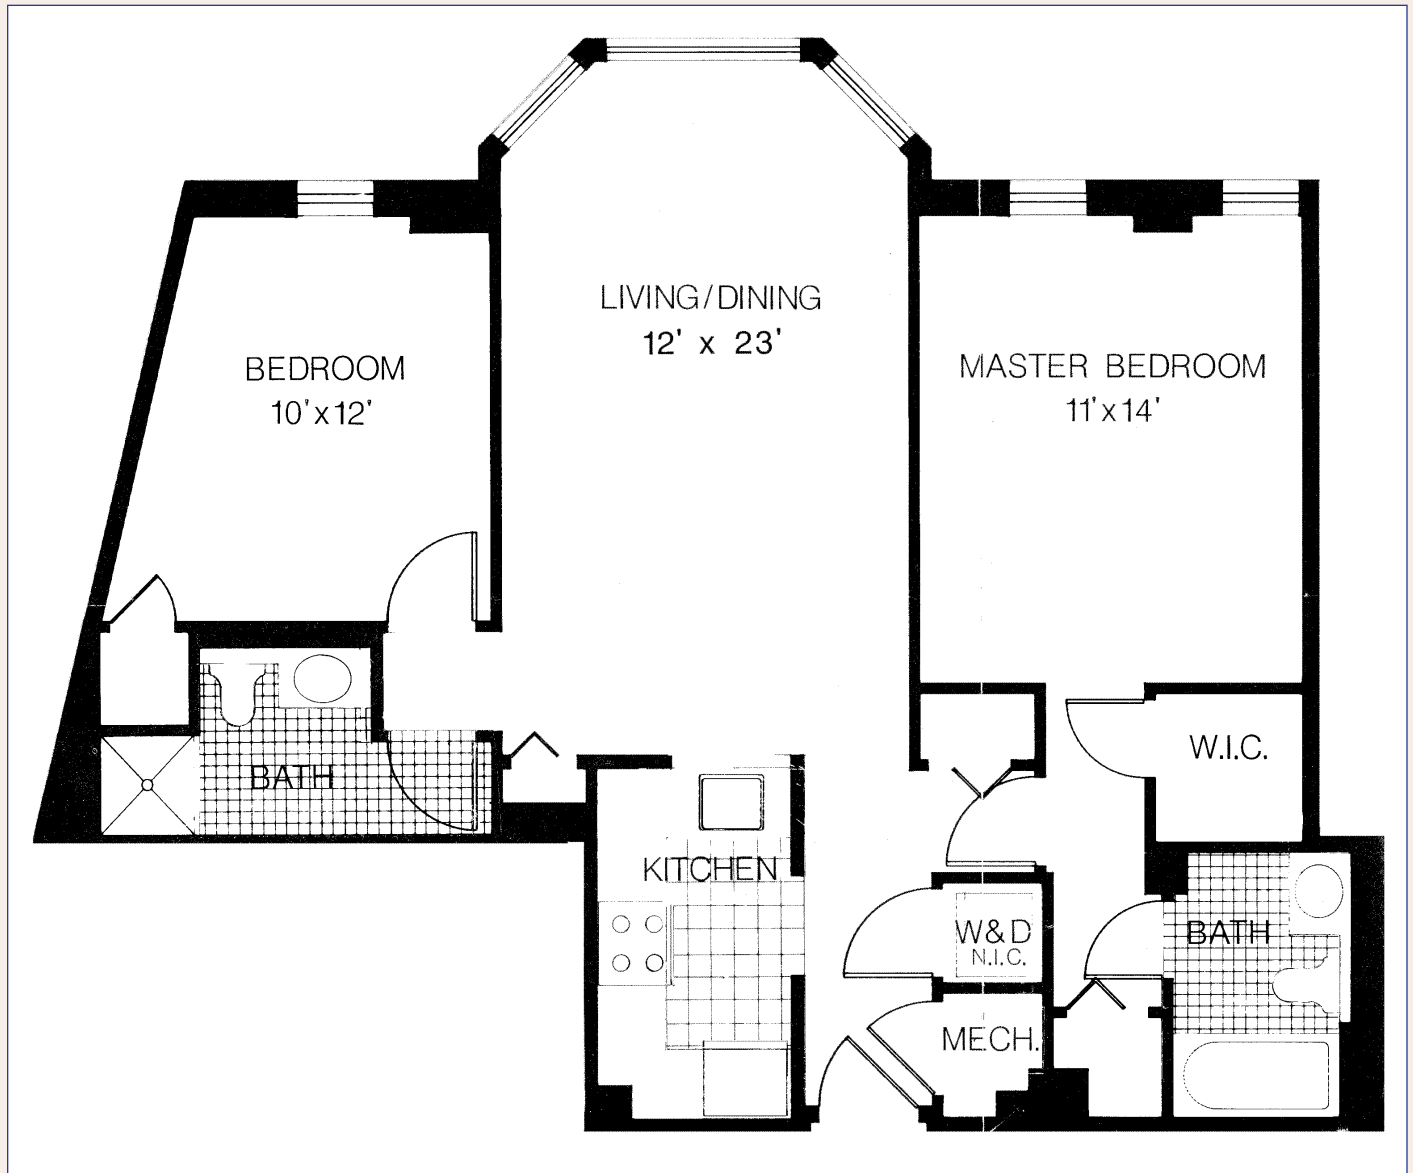 LIVING/DINING
12' x 23'
BEDROOM
10'x12'
MASTER BEDROOM
11'x14'
W.I.C.
BATH
KITCHEN
W&D
N.I.C.
BATH
MECH.